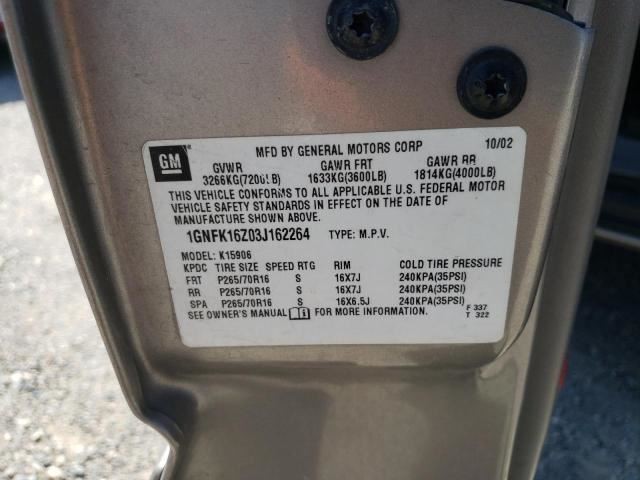 GM
MFD BY GENERAL MOTORS CORP 10/02
GVWR GAWR FRT GAWR RR
3266KG(7200LB) 1633KG(3600LB) 1814KG(4000LB)
THIS VEHICLE CONFORMS TO ALL APPLICABLE U.S. FEDERAL MOTOR
VEHICLE SAFETY STANDARDS IN EFFECT ON THE DATE OF
MANUFACTURE SHOWN ABOVE.
1GNFK16Z03J162264 TYPE: M.P.V.
MODEL: K15906
KPDC TIRE SIZE SPEED RTG RIM COLD TIRE PRESSURE
FRT P265/70R16 S 16X7J 240KPA(35PSI)
RR P265/70R16 S 16X7J 240KPA(35PSI)
SPA P265/70R16 S 16X6.5J 240KPA(35PSI)
SEE OWNER'S MANUAL FOR MORE INFORMATION.
F 337
T 322